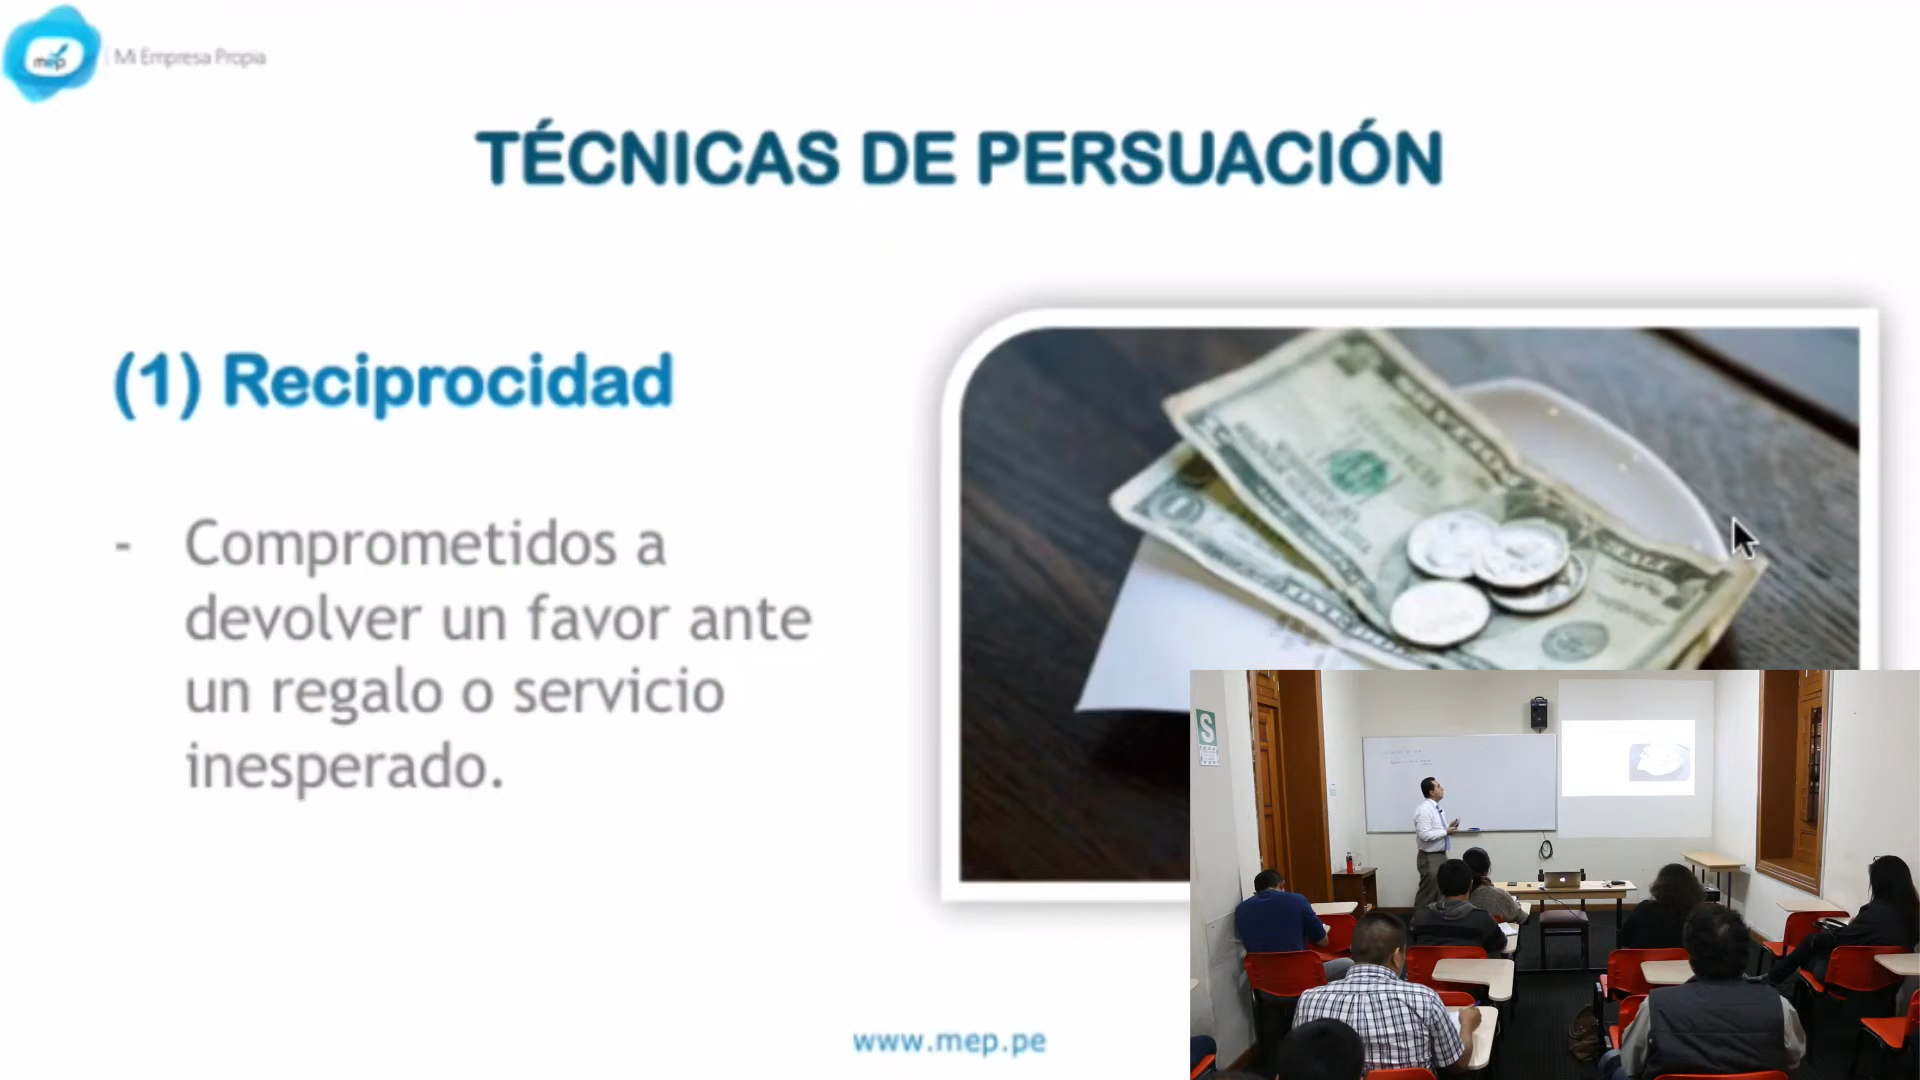 mep
Mi Empresa Propia
TÉCNICAS DE PERSUACIÓN
(1) Reciprocidad
- Comprometidos a
devolver un favor ante
un regalo o servicio
inesperado.
S
www.mep.pe